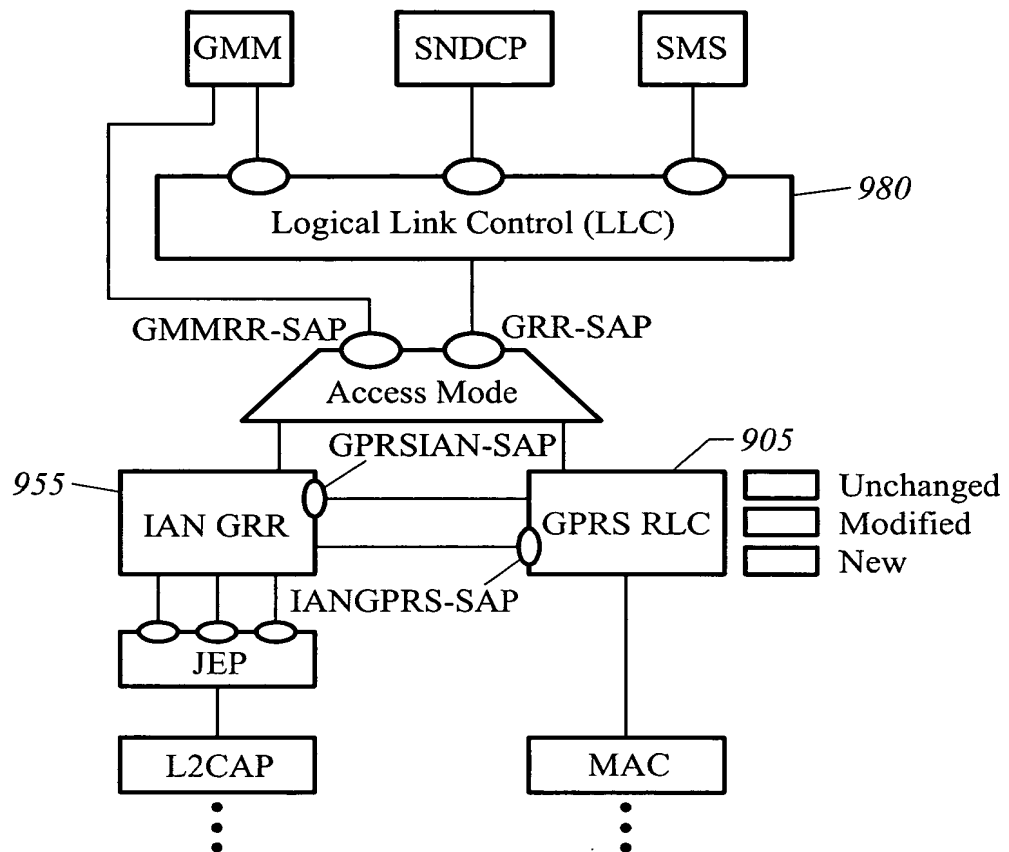 GMM
SNDCP
SMS
980
Logical Link Control (LLC)
GMMRR-SAP
GRR-SAP
Access Mode
GPRSIAN-SAP
905
955
IAN GRR
GPRS RLC
Unchanged
Modified
New
IANGPRS-SAP
JEP
L2CAP
MAC